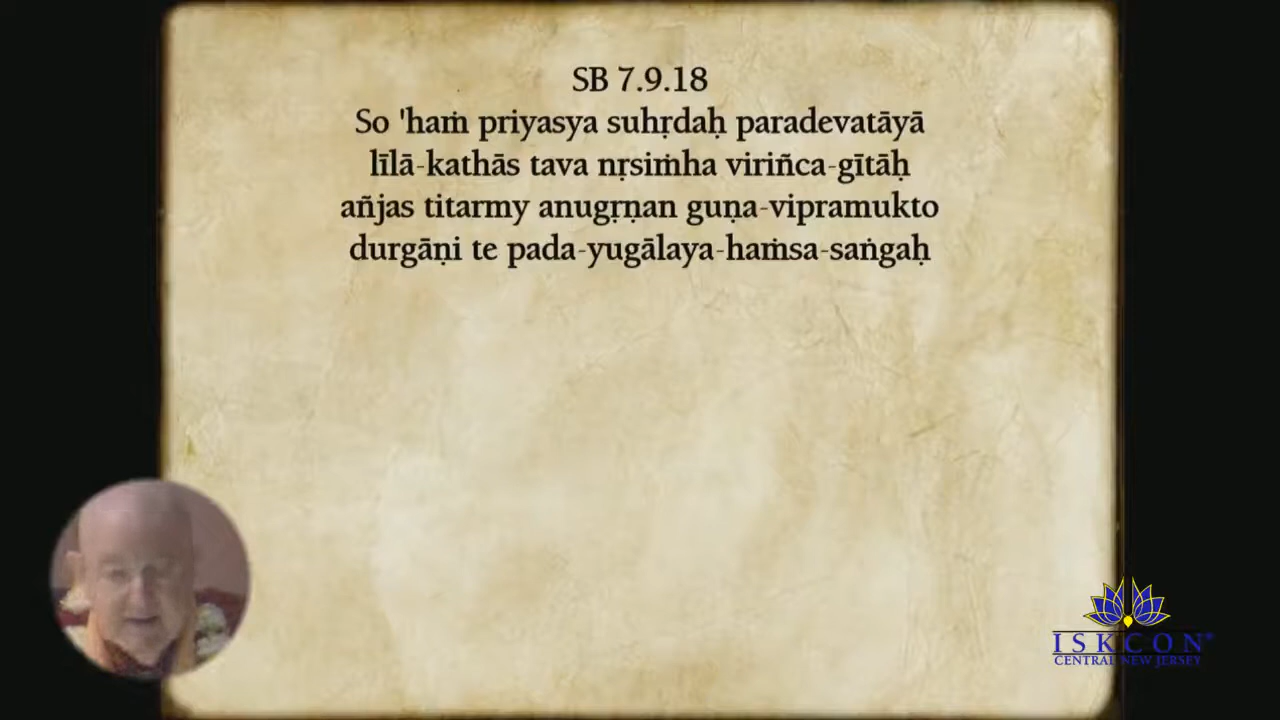 SB 7.9.18
So 'haṁ priyasya suhṛdaḥ paradevatāyā
līlā-kathās tava nṛsiṁha viriñca-gītāḥ
añjas titarmy anugṛṇan guṇa-vipramukto
durgāṇi te pada-yugālaya-haṁsa-saṅgaḥ
ISKCON®
CENTRAL NEW JERSEY